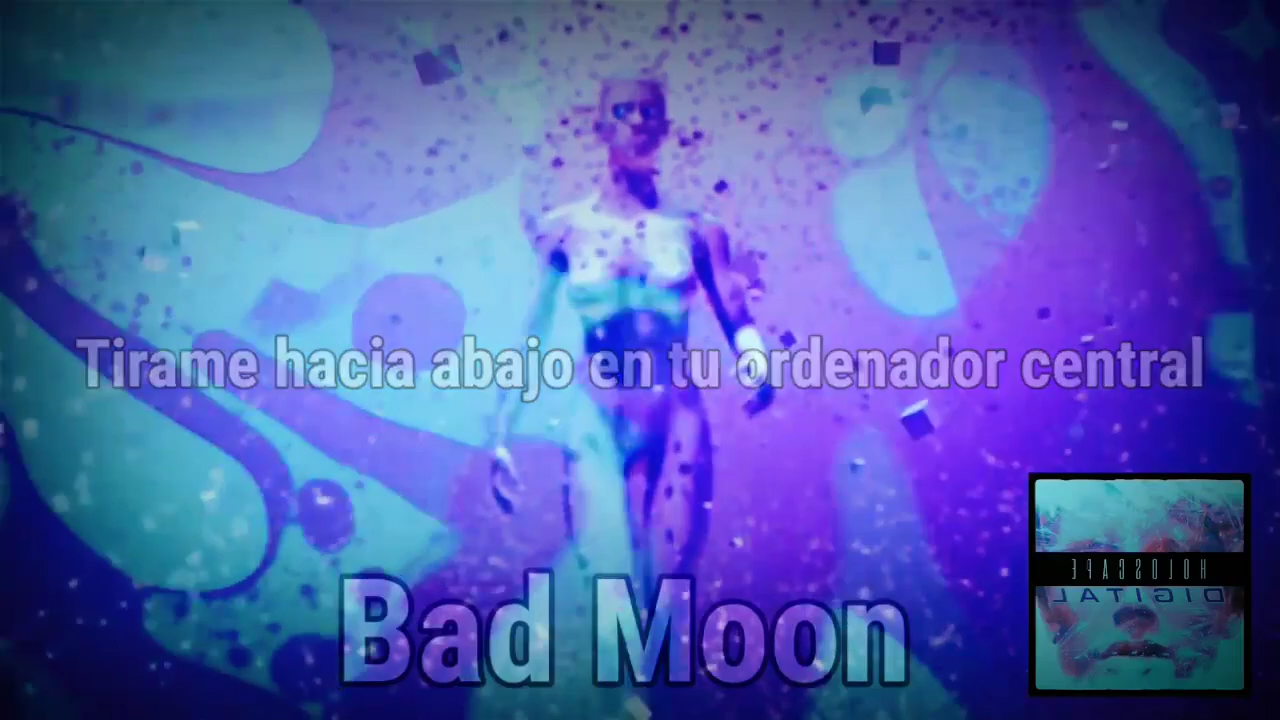 Tirame hacia abajo en tu ordenador central
HOLOSCAPE
DIGITAL
Bad Moon